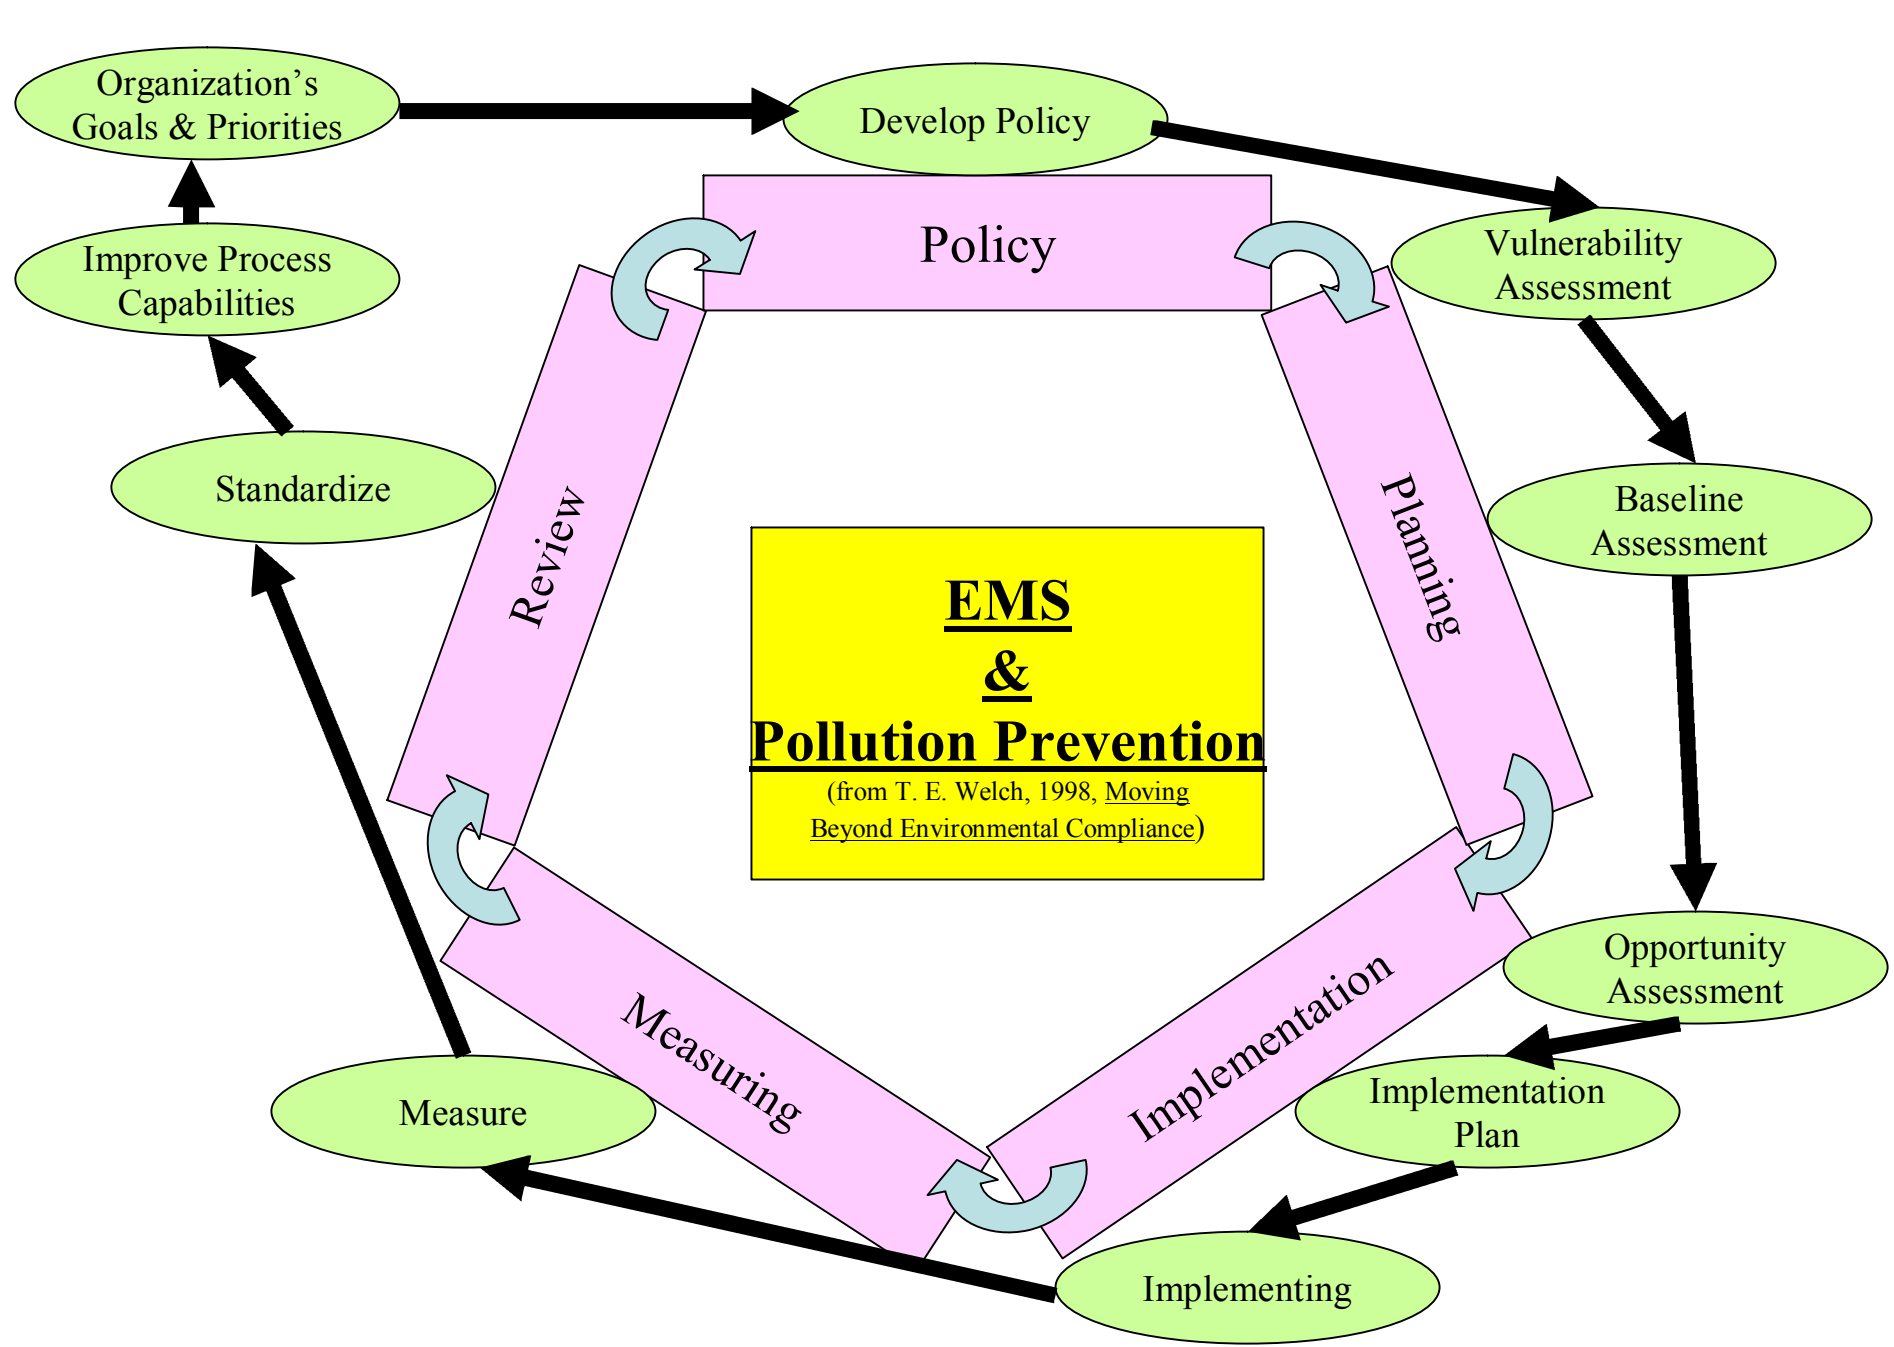 Organization’s
Goals & Priorities
Develop Policy
Vulnerability
Assessment
Baseline
Assessment
Opportunity
Assessment
Implementation
Plan
Implementing
Measure
Standardize
Improve Process
Capabilities
Policy
Planning
Implementation
Measuring
Review
EMS
&
Pollution Prevention
(from T. E. Welch, 1998, Moving
Beyond Environmental Compliance)